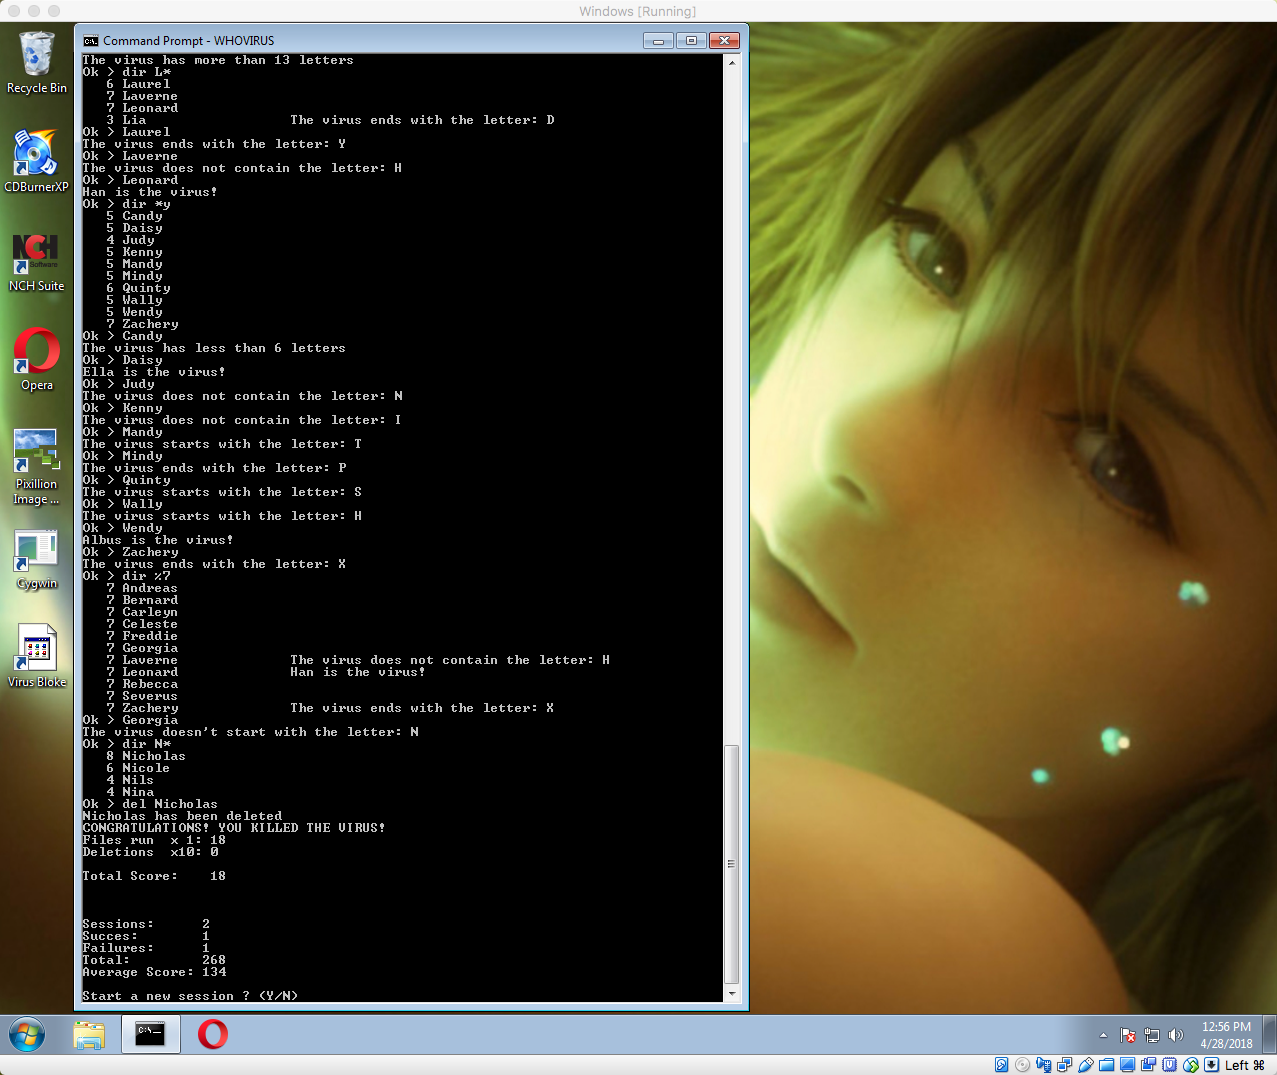 Windows [Running]
Recycle Bin
CDBurnerXP
NCH
Software
NCH Suite
Opera
Pixillion
Image ...
Cygwin
Virus Bloke
C:\.
Command Prompt - WHOVIRUS
The virus has more than 13 letters
Ok > dir L*
6 Laurel
7 Laverne
7 Leonard
3 Lia The virus ends with the letter: D
Ok > Laurel
The virus ends with the letter: Y
Ok > Laverne
The virus does not contain the letter: H
Ok > Leonard
Han is the virus!
Ok > dir *y
5 Candy
5 Daisy
4 Judy
5 Kenny
5 Mandy
5 Mindy
6 Quinty
5 Wally
5 Wendy
7 Zachery
Ok > Candy
The virus has less than 6 letters
Ok > Daisy
Ella is the virus!
Ok > Judy
The virus does not contain the letter: N
Ok > Kenny
The virus does not contain the letter: I
Ok > Mandy
The virus starts with the letter: T
Ok > Mindy
The virus ends with the letter: P
Ok > Quinty
The virus starts with the letter: S
Ok > Wally
The virus starts with the letter: H
Ok > Wendy
Albus is the virus!
Ok > Zachery
The virus ends with the letter: X
Ok > dir %7
7 Andreas
7 Bernard
7 Carleyn
7 Celeste
7 Freddie
7 Georgia
7 Laverne The virus does not contain the letter: H
7 Leonard Han is the virus!
7 Rebecca
7 Severus
7 Zachery The virus ends with the letter: X
Ok > Georgia
The virus doesn't start with the letter: N
Ok > dir N*
8 Nicholas
6 Nicole
4 Nils
4 Nina
Ok > del Nicholas
Nicholas has been deleted
CONGRATULATIONS! YOU KILLED THE VIRUS!
Files run x 1: 18
Deletions x10: 0
Total Score: 18
Sessions: 2
Succes: 1
Failures: 1
Total: 268
Average Score: 134
Start a new session ? (Y/N)
C:\.
12:56 PM
4/28/2018
Left ⌘